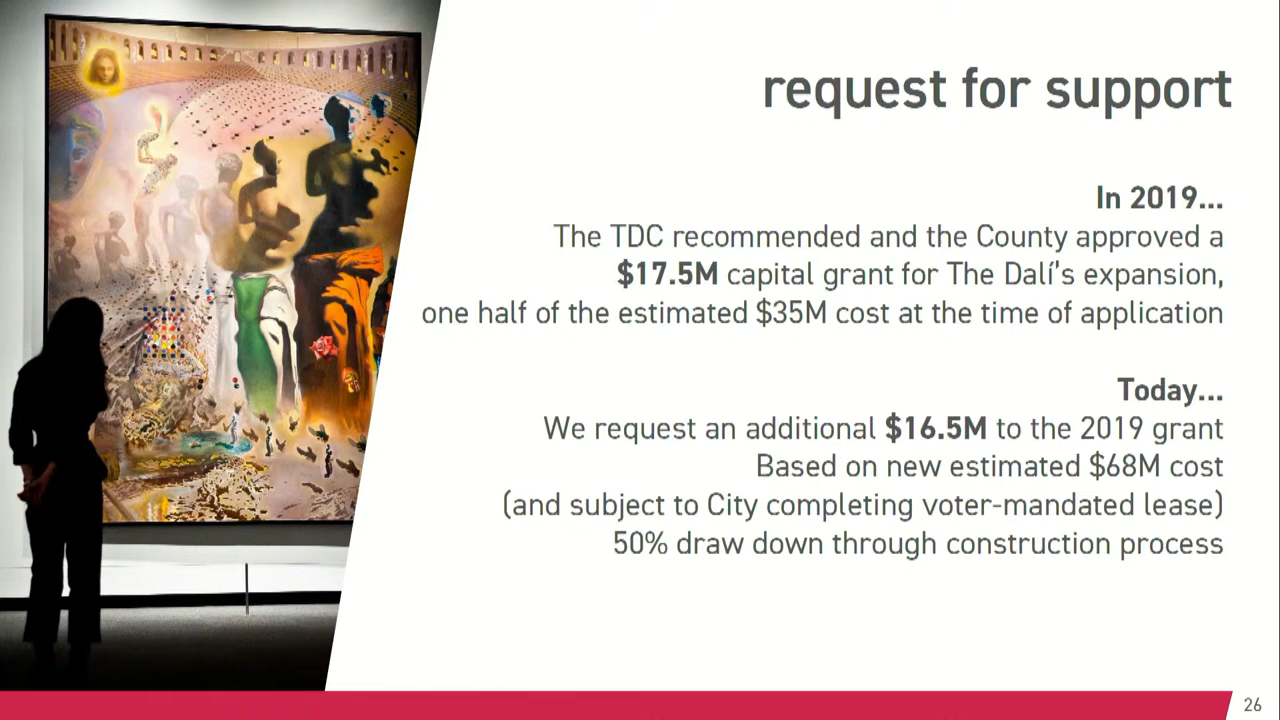 request for support
In 2019...
The TDC recommended and the County approved a
$17.5M capital grant for The Dalí's expansion,
one half of the estimated $35M cost at the time of application
Today...
We request an additional $16.5M to the 2019 grant
Based on new estimated $68M cost
(and subject to City completing voter-mandated lease)
50% draw down through construction process
26